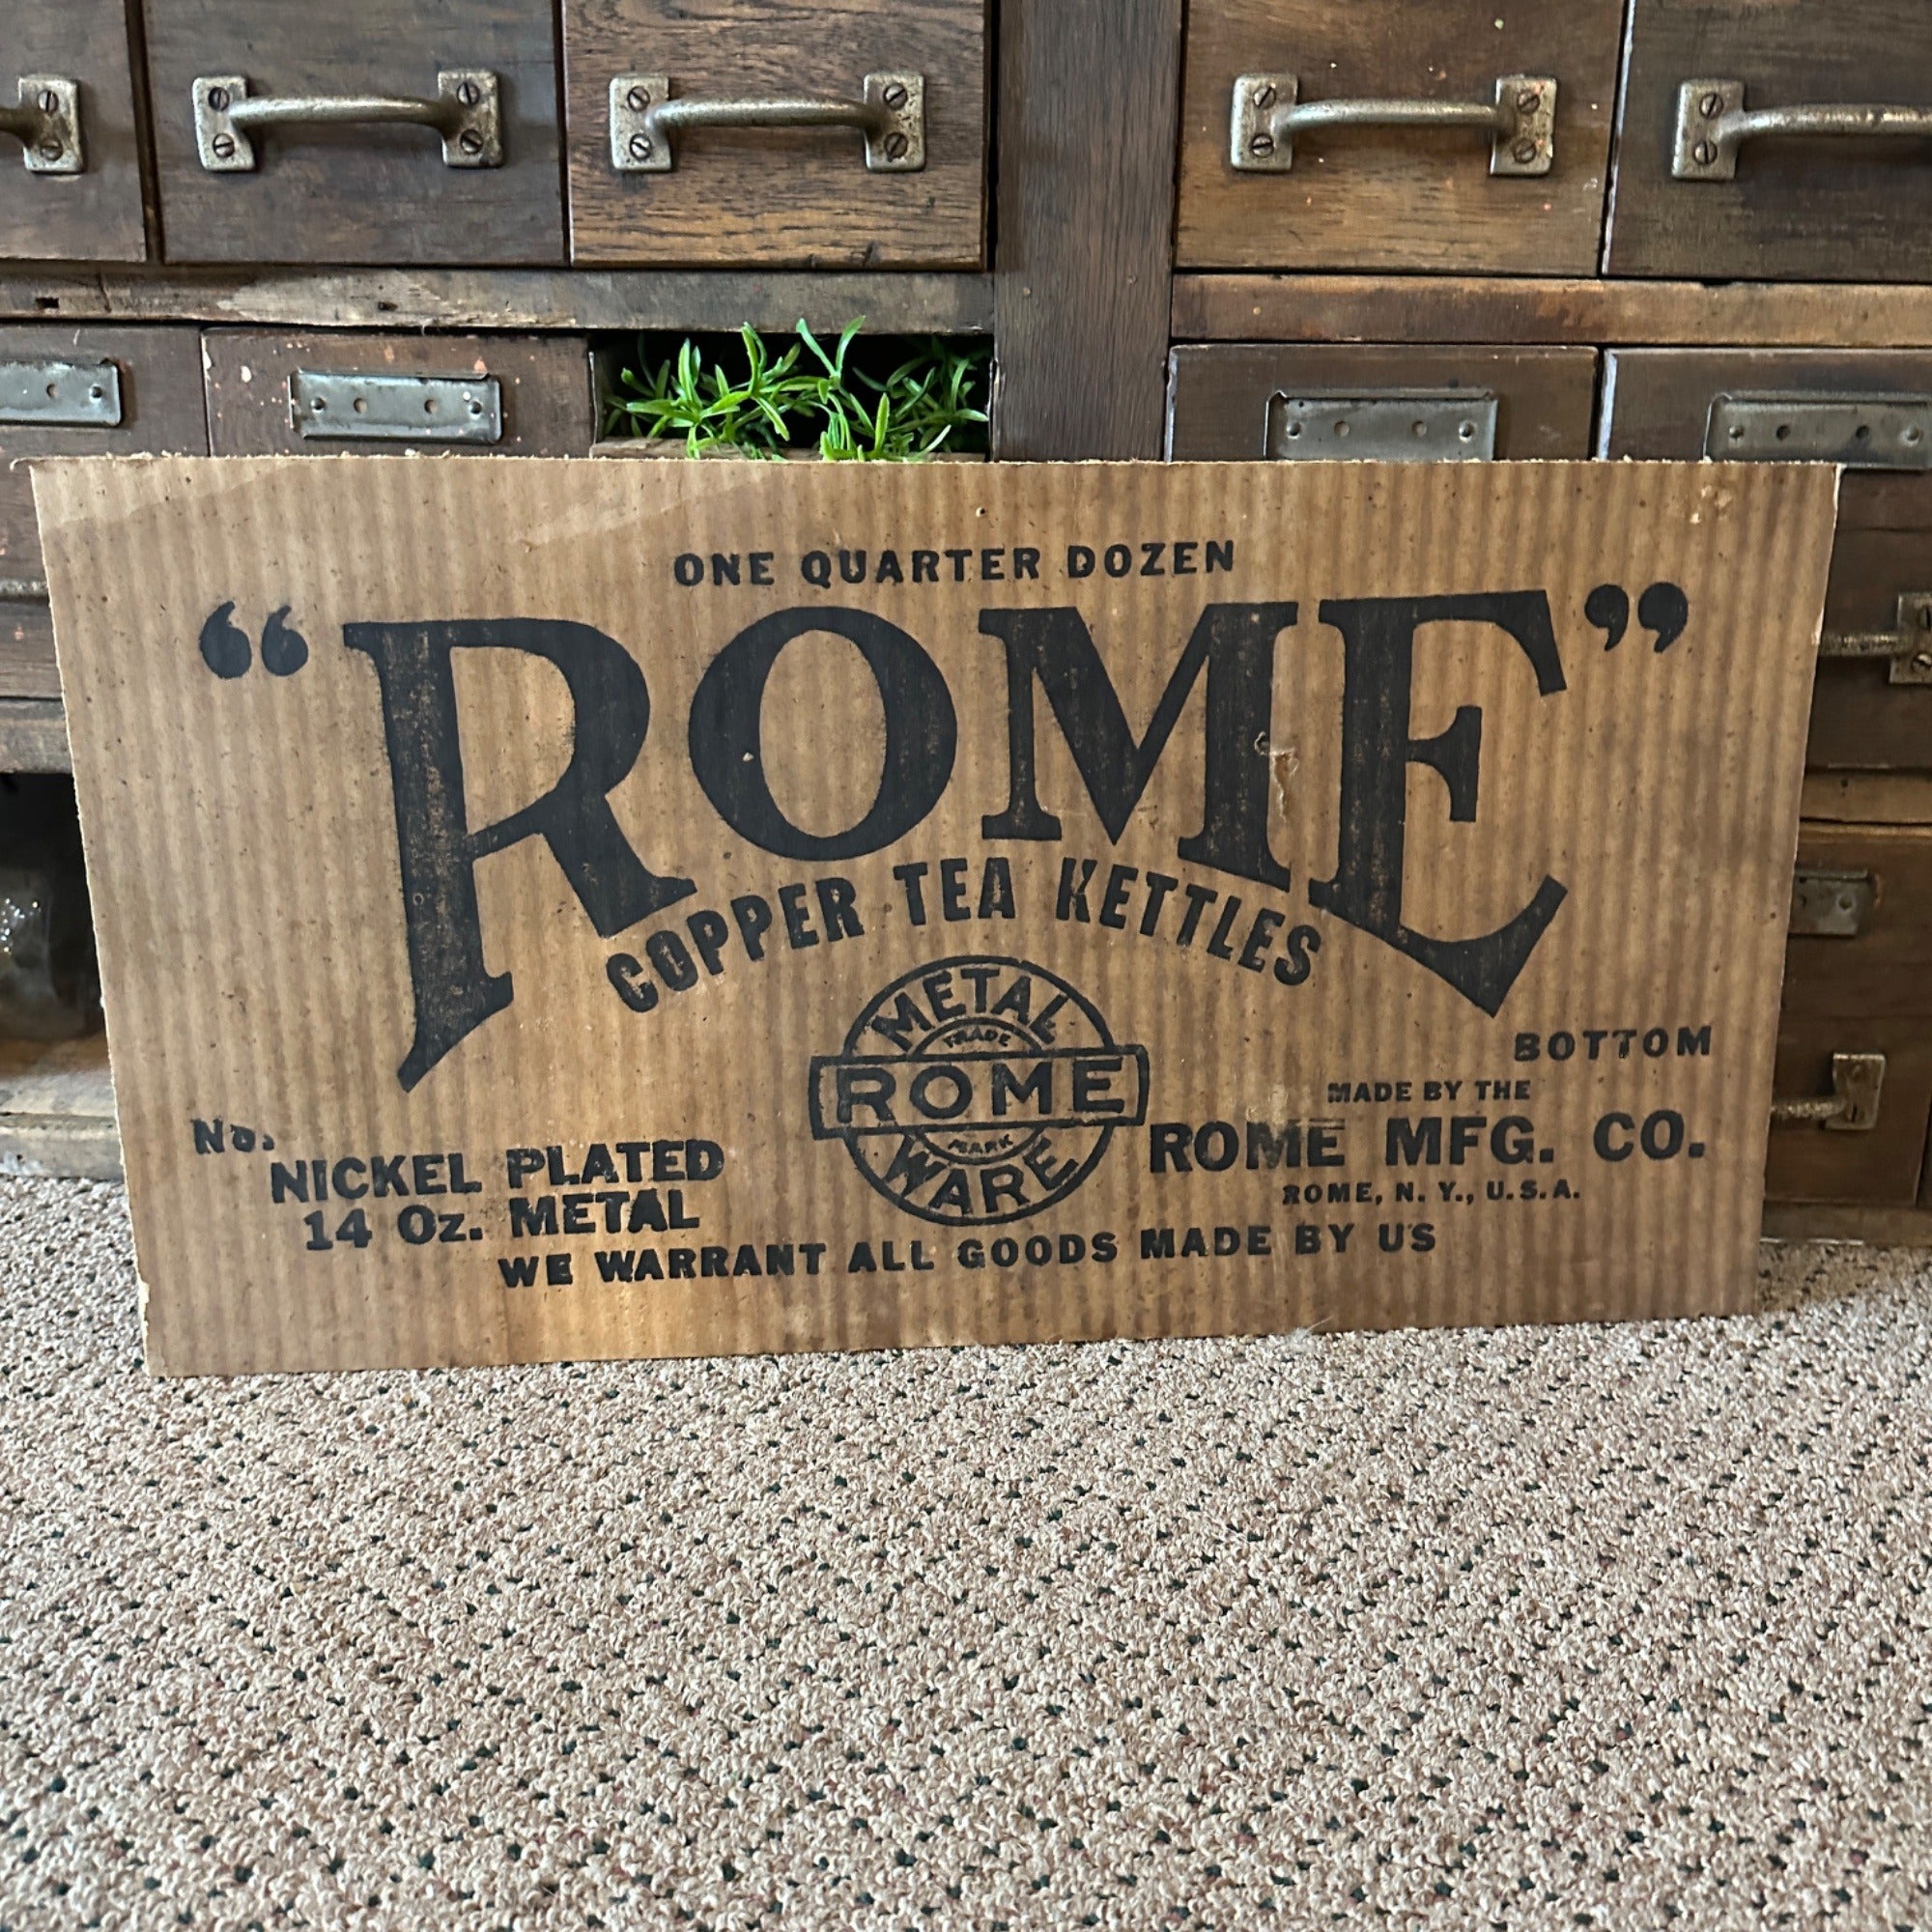 ONE QUARTER DOZEN
“ROME”
COPPER TEA KETTLES
METAL
TRADE
ROME
MARK
WARE
BOTTOM
No.
NICKEL PLATED
14 Oz. METAL
MADE BY THE
ROME MFG. CO.
ROME, N. Y., U.S.A.
WE WARRANT ALL GOODS MADE BY US